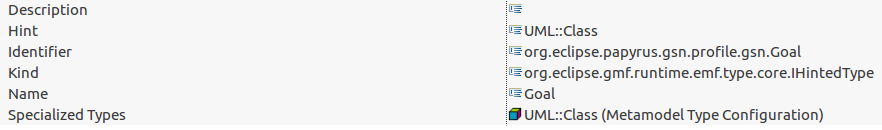 Description
Hint UML::Class
Identifier org.eclipse.papyrus.gsn.profile.gsn.Goal
Kind org.eclipse.gmf.runtime.emf.type.core.IHintedType
Name Goal
Specialized Types UML::Class (Metamodel Type Configuration)